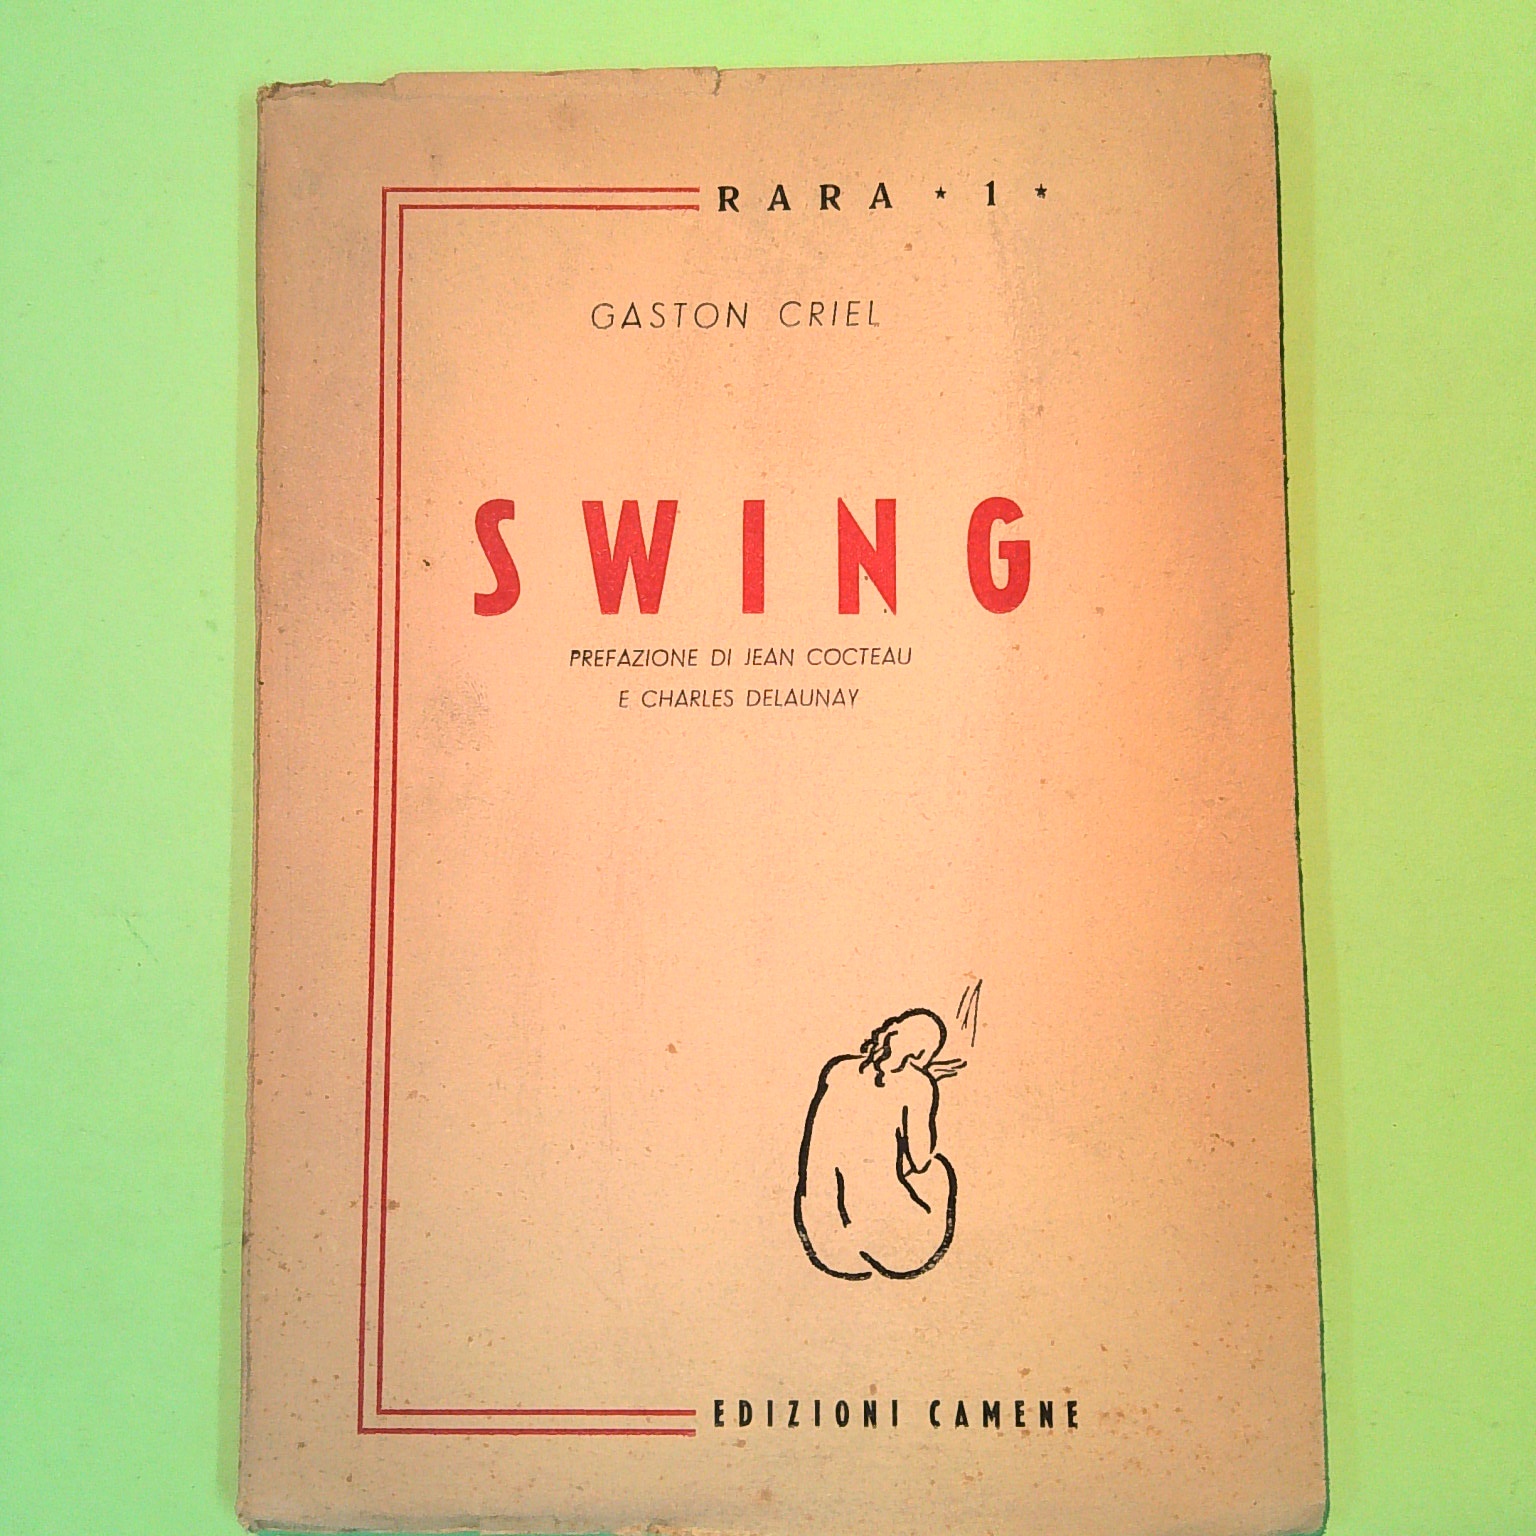 RARA * 1 *
GASTON CRIEL
SWING
PREFAZIONE DI JEAN COCTEAU
E CHARLES DELAUNAY
EDIZIONI CAMENE